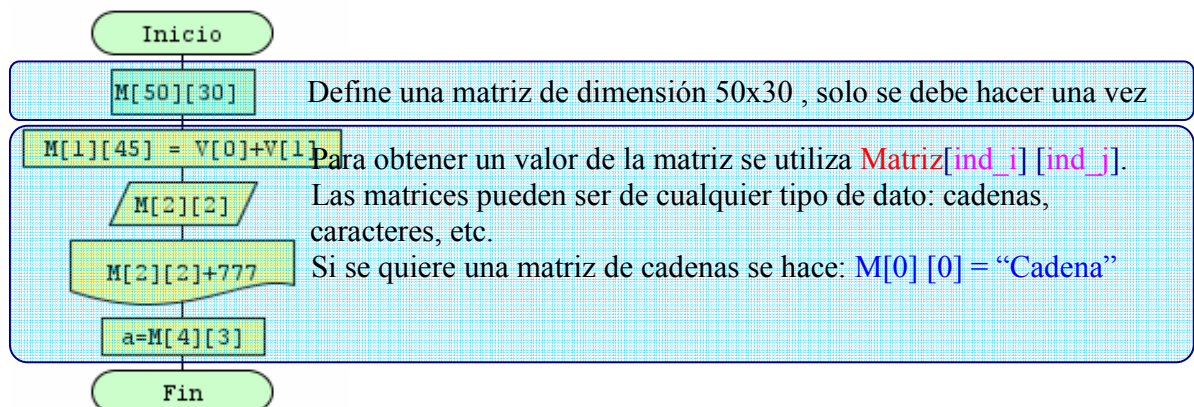 Inicio
M[50][30]
Define una matriz de dimensión 50x30 , solo se debe hacer una vez
M[1][45] = V[0]+V[1]
Para obtener un valor de la matriz se utiliza Matriz[ind_i] [ind_j].
M[2][2]
Las matrices pueden ser de cualquier tipo de dato: cadenas,
caracteres, etc.
M[2][2]+777
Si se quiere una matriz de cadenas se hace: M[0] [0] = “Cadena”
a=M[4][3]
Fin